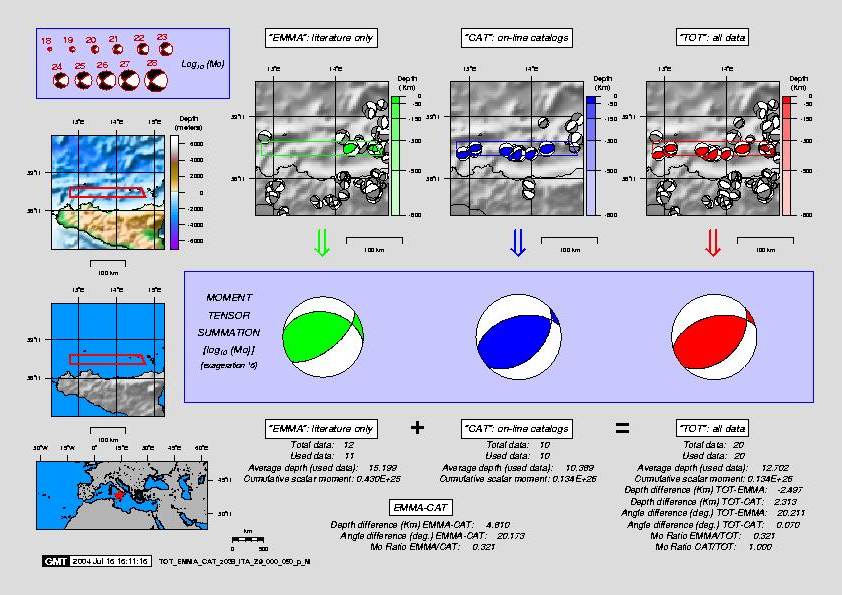 18 19 20 21 22 23
24 25 26 27 28
Log10 (Mo)
"EMMA": literature only
"CAT": on-line catalogs
"TOT": all data
13°E 14°E
Depth
(Km)
0
-50
-150
-300
-500
39°N
38°N
100 km
13°E 14°E
Depth
(Km)
0
-50
-150
-300
-500
39°N
38°N
100 km
13°E 14°E
Depth
(Km)
0
-50
-150
-300
-500
39°N
38°N
100 km
13°E 14°E 15°E
Depth
(meters)
6000
4000
2000
0
-2000
-4000
-6000
39°N
38°N
100 km
13°E 14°E 15°E
39°N
38°N
100 km
MOMENT
TENSOR
SUMMATION
[log10 (Mo)]
"EMMA": literature only
+
"CAT": on-line catalogs
=
"TOT": all data
Total data: 12
Used data: 11
Average depth (used data): 15.199
Cumulative scalar moment: 0.430E+25
Total data: 10
Used data: 10
Average depth (used data): 10.389
Cumulative scalar moment: 0.134E+26
Total data: 20
Used data: 20
Average depth (used data): 12.702
Cumulative scalar moment: 0.134E+26
Depth difference (Km) TOT-EMMA: -2.497
Depth difference (Km) TOT-CAT: 2.313
Angle difference (deg.) TOT-EMMA: 20.211
Angle difference (deg.) TOT-CAT: 0.070
Mo Ratio EMMA/TOT: 0.321
Mo Ratio CAT/TOT: 1.000
EMMA-CAT
Depth difference (Km) EMMA-CAT: 4.810
Angle difference (deg.) EMMA-CAT: 20.173
Mo Ratio EMMA/CAT: 0.321
30°W 15°W 0° 15°E 30°E 45°E 60°E
45°N
30°N
km
0 500
GMT 2004 Jul 16 16:11:16